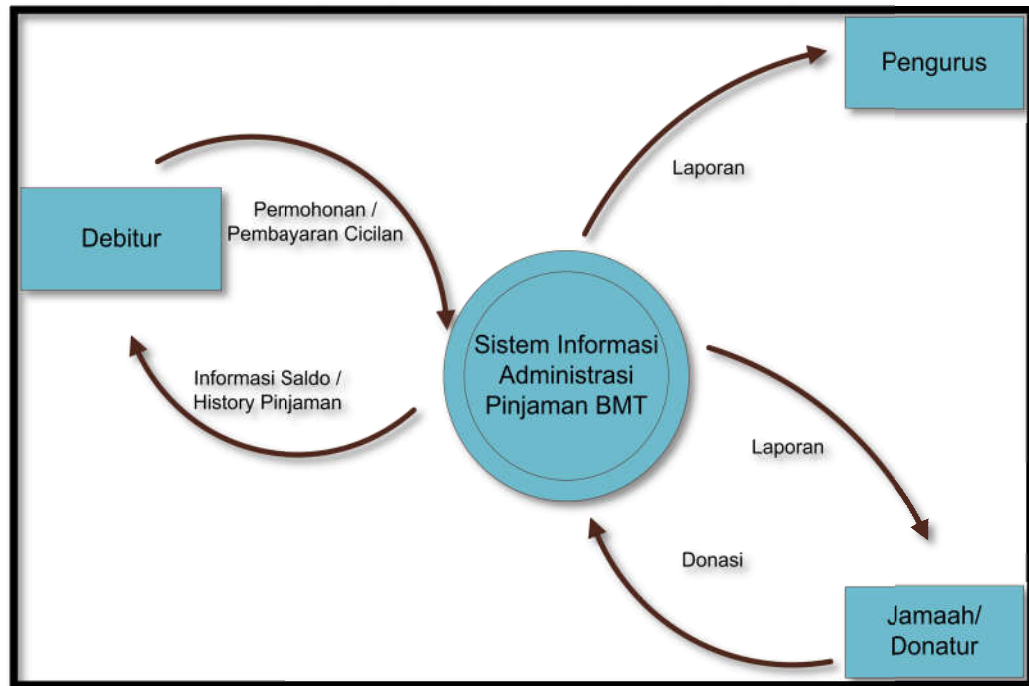 Pengurus
Laporan
Permohonan /
Pembayaran Cicilan
Debitur
Sistem Informasi
Administrasi
Pinjaman BMT
Informasi Saldo /
History Pinjaman
Laporan
Donasi
Jamaah/
Donatur